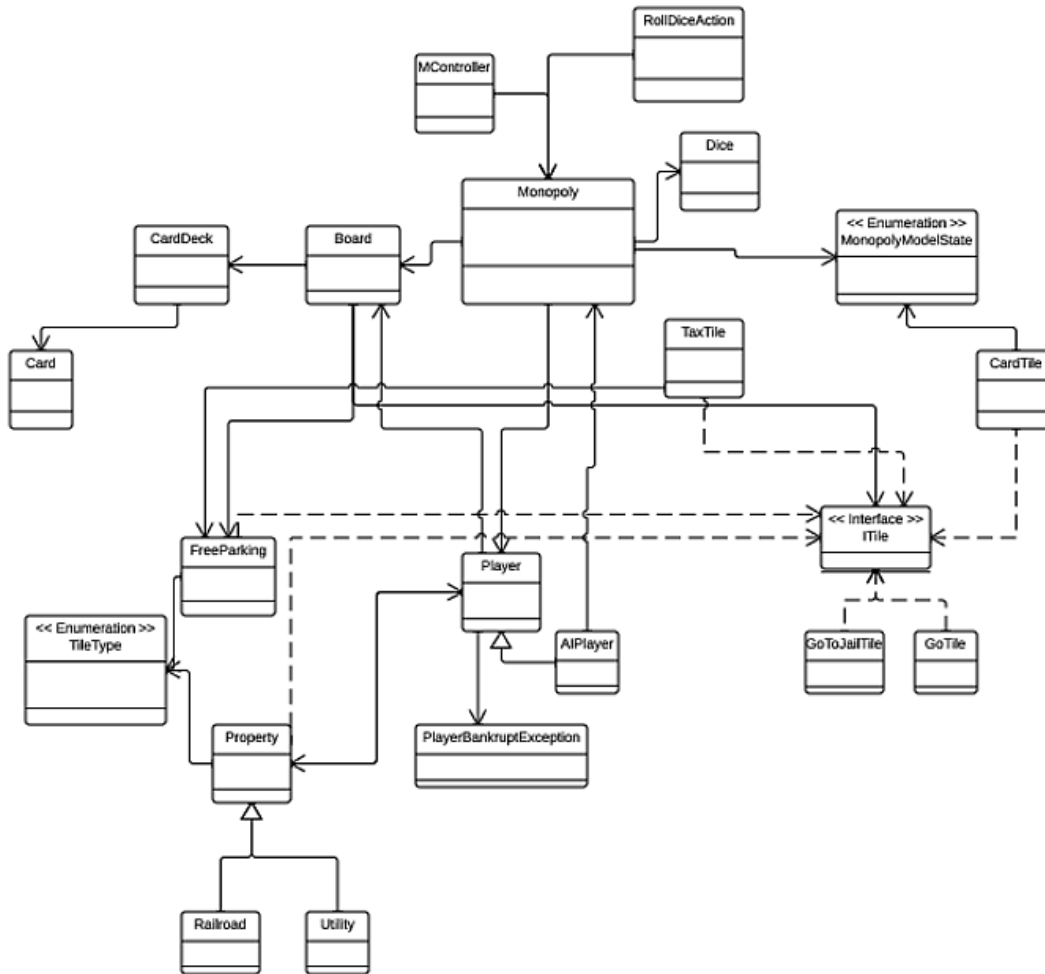 RollDiceAction
MController
Dice
Monopoly
<< Enumeration >>
MonopolyModelState
CardDeck
Board
TaxTile
Card
CardTile
<< Interface >>
ITile
FreeParking
Player
<< Enumeration >>
TileType
AIPlayer
GoToJailTile
GoTile
Property
PlayerBankruptException
Railroad
Utility